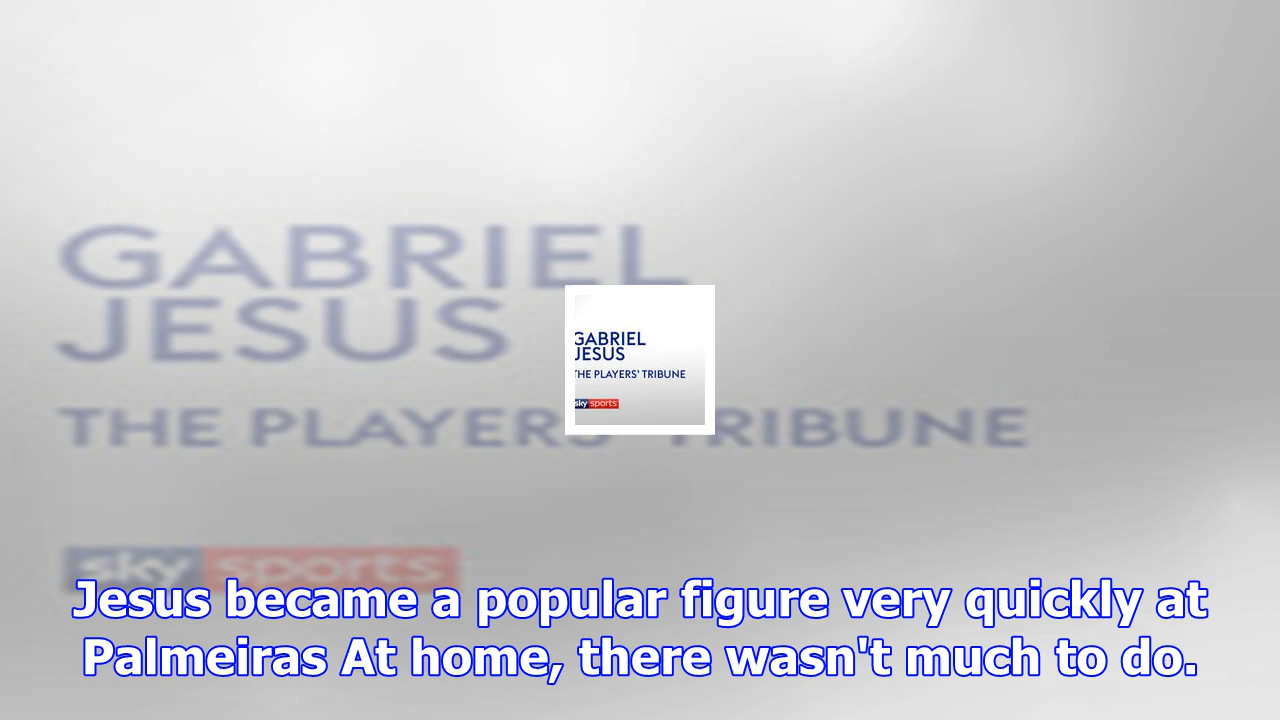 GABRIEL
JESUS
THE PLAYERS' TRIBUNE
sky sports
GABRIEL
JESUS
THE PLAYERS' TRIBUNE
sky sports
Jesus became a popular figure very quickly at
Palmeiras At home, there wasn't much to do.